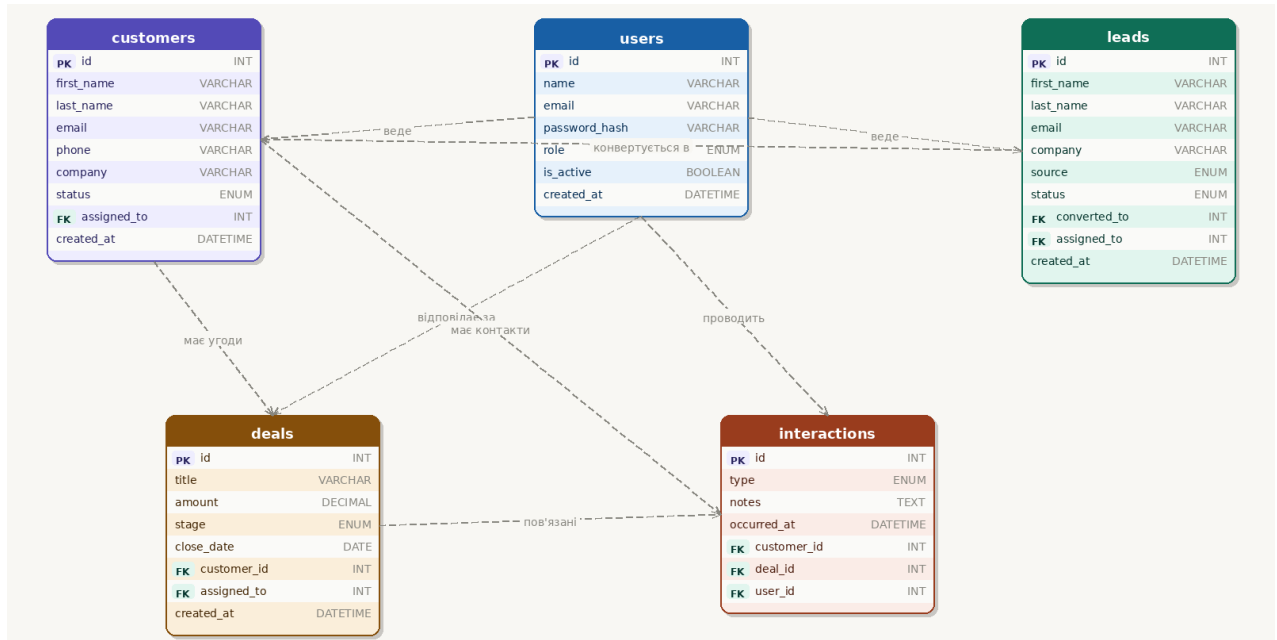 customers
PK id INT
first_name VARCHAR
last_name VARCHAR
email VARCHAR
phone VARCHAR
company VARCHAR
status ENUM
FK assigned_to INT
created_at DATETIME
users
PK id INT
name VARCHAR
email VARCHAR
password_hash VARCHAR
role ENUM
is_active BOOLEAN
created_at DATETIME
leads
PK id INT
first_name VARCHAR
last_name VARCHAR
email VARCHAR
company VARCHAR
source ENUM
status ENUM
FK converted_to INT
FK assigned_to INT
created_at DATETIME
веде
конвертується в
веде
має угоди
відповідає за
має контакти
проводить
deals
PK id INT
title VARCHAR
amount DECIMAL
stage ENUM
close_date DATE
FK customer_id INT
FK assigned_to INT
created_at DATETIME
пов'язані
interactions
PK id INT
type ENUM
notes TEXT
occurred_at DATETIME
FK customer_id INT
FK deal_id INT
FK user_id INT